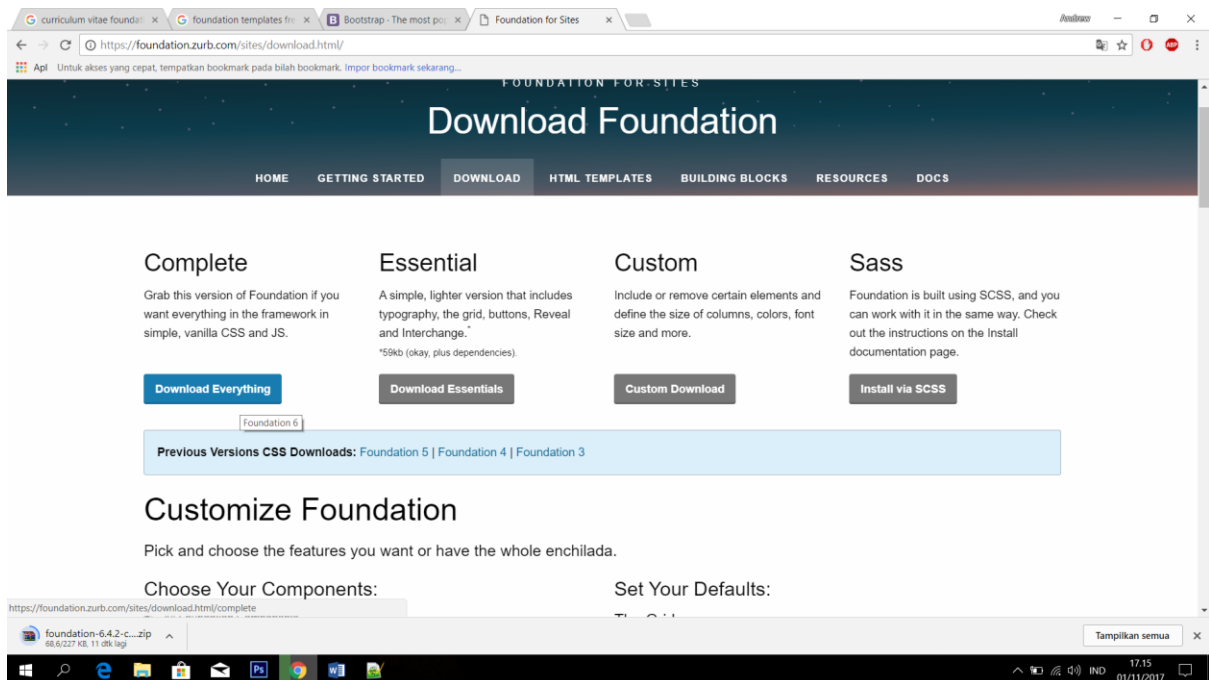 curriculum vitae foundat
foundation templates fre
Bootstrap · The most pop
Foundation for Sites
Andrew
https://foundation.zurb.com/sites/download.html/
Apl Untuk akses yang cepat, tempatkan bookmark pada bilah bookmark. Impor bookmark sekarang...
FOUNDATION FOR SITES
Download Foundation
HOME GETTING STARTED DOWNLOAD HTML TEMPLATES BUILDING BLOCKS RESOURCES DOCS
Complete
Grab this version of Foundation if you
want everything in the framework in
simple, vanilla CSS and JS.
Download Everything
Foundation 6
Essential
A simple, lighter version that includes
typography, the grid, buttons, Reveal
and Interchange.*
*59kb (okay, plus dependencies).
Download Essentials
Custom
Include or remove certain elements and
define the size of columns, colors, font
size and more.
Custom Download
Sass
Foundation is built using SCSS, and you
can work with it in the same way. Check
out the instructions on the Install
documentation page.
Install via SCSS
Previous Versions CSS Downloads: Foundation 5 | Foundation 4 | Foundation 3
Customize Foundation
Pick and choose the features you want or have the whole enchilada.
Choose Your Components:
Set Your Defaults:
https://foundation.zurb.com/sites/download.html/complete
foundation-6.4.2-c....zip
68,6/227 KB, 11 dtk lagi
Tampilkan semua
Ps
IND
17.15
01/11/2017